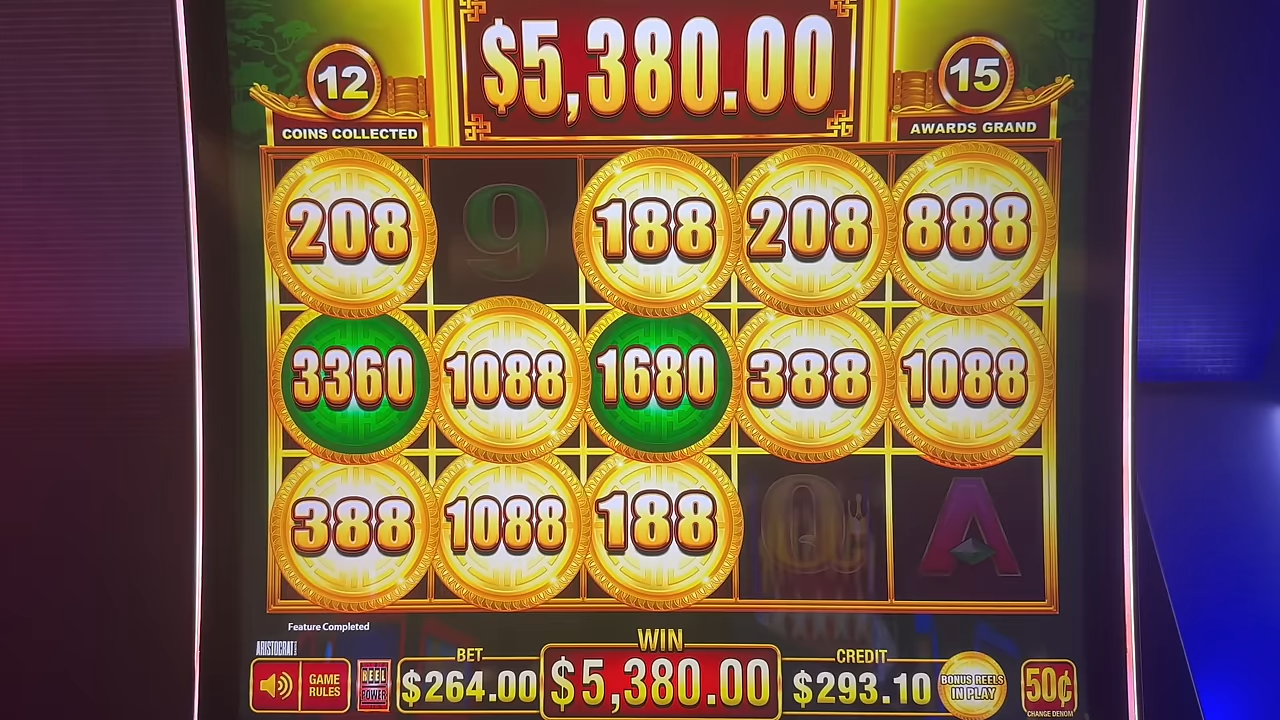 $5,380.00
12
15
COINS COLLECTED
AWARDS GRAND
208 9 188 208 888
3360 1088 1680 388 1088
388 1088 188 Q A
Feature Completed
ARISTOCRAT
GAME RULES
REEL POWER
BET
$264.00
WIN
$5,380.00
CREDIT
$293.10
BONUS REELS
IN PLAY
50¢
CHANGE DENOM